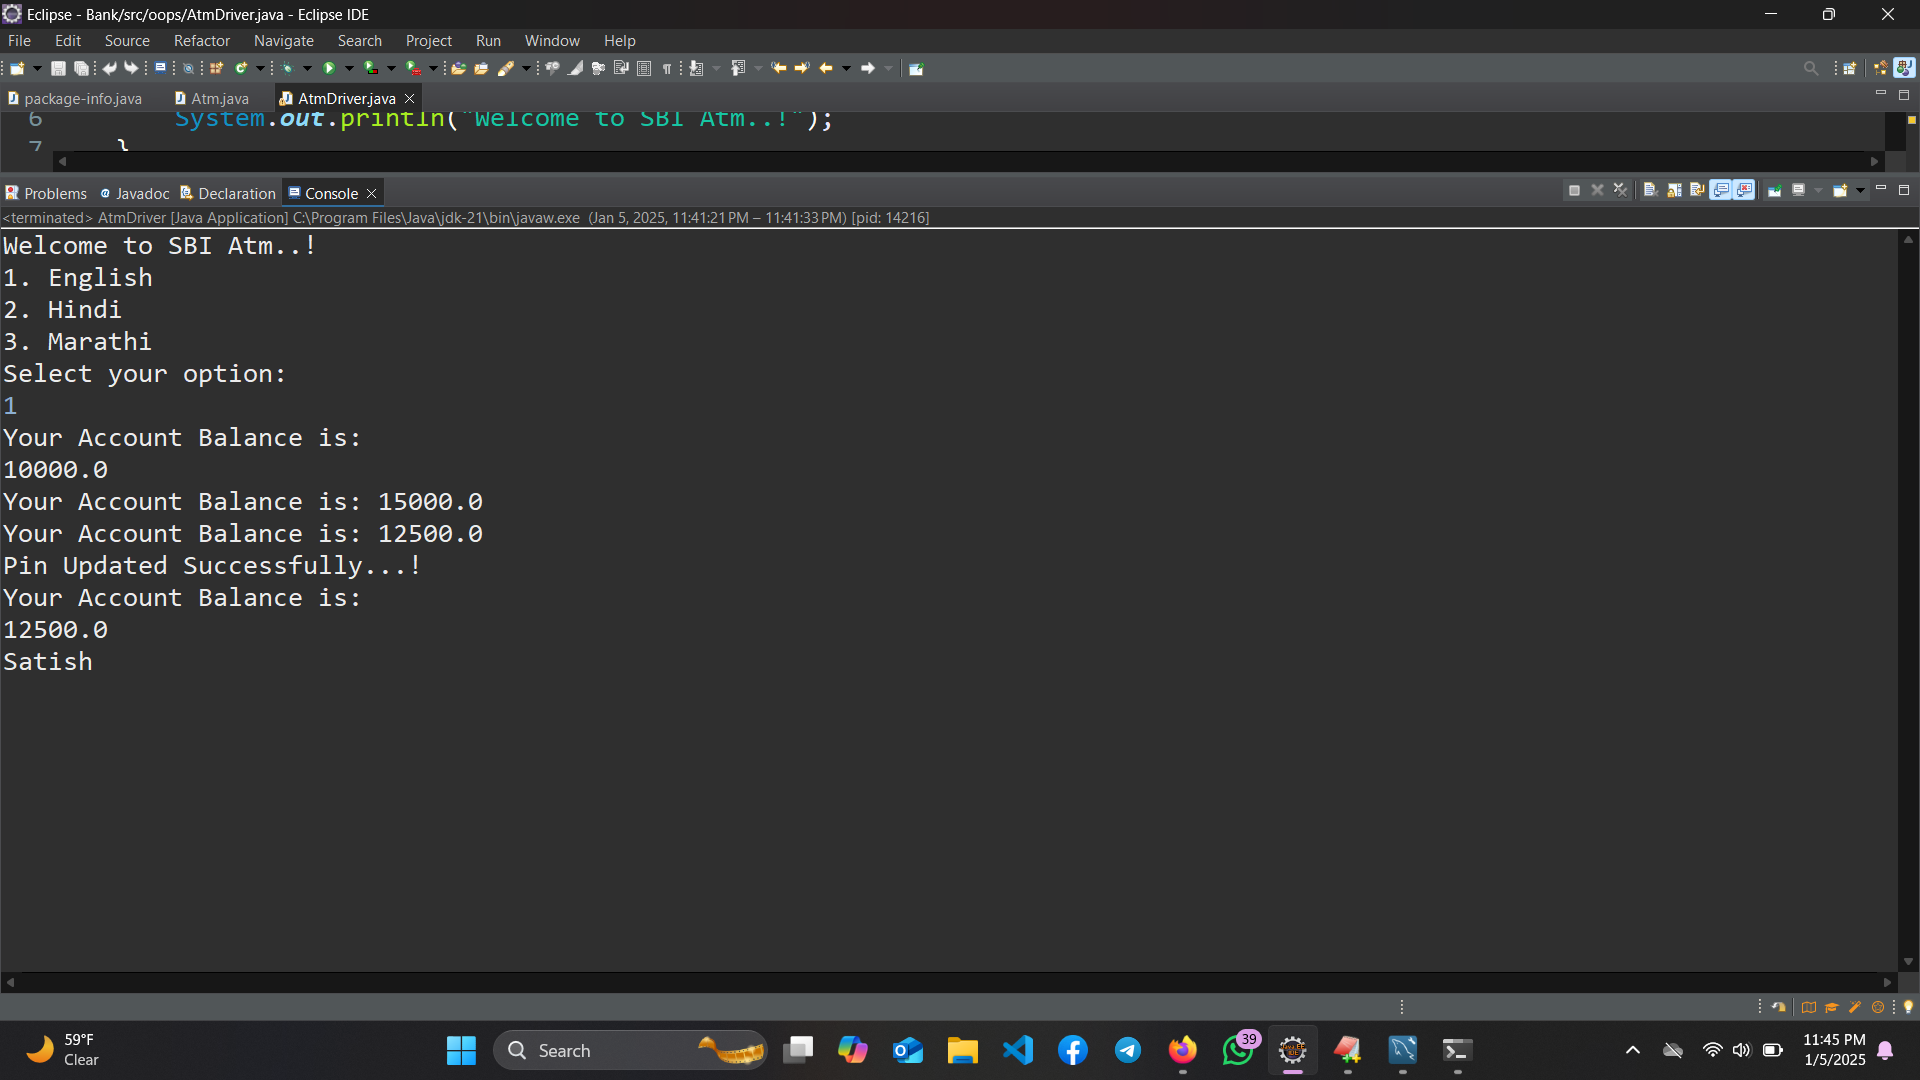 Eclipse - Bank/src/oops/AtmDriver.java - Eclipse IDE
File Edit Source Refactor Navigate Search Project Run Window Help
package-info.java Atm.java AtmDriver.java
6 System.out.println("Welcome to SBI Atm..!");
7 }
Problems Javadoc Declaration Console
<terminated> AtmDriver [Java Application] C:\Program Files\Java\jdk-21\bin\javaw.exe (Jan 5, 2025, 11:41:21 PM – 11:41:33 PM) [pid: 14216]
Welcome to SBI Atm..!
1. English
2. Hindi
3. Marathi
Select your option:
1
Your Account Balance is:
10000.0
Your Account Balance is: 15000.0
Your Account Balance is: 12500.0
Pin Updated Successfully...!
Your Account Balance is:
12500.0
Satish
59°F
Clear
Search
39
11:45 PM
1/5/2025